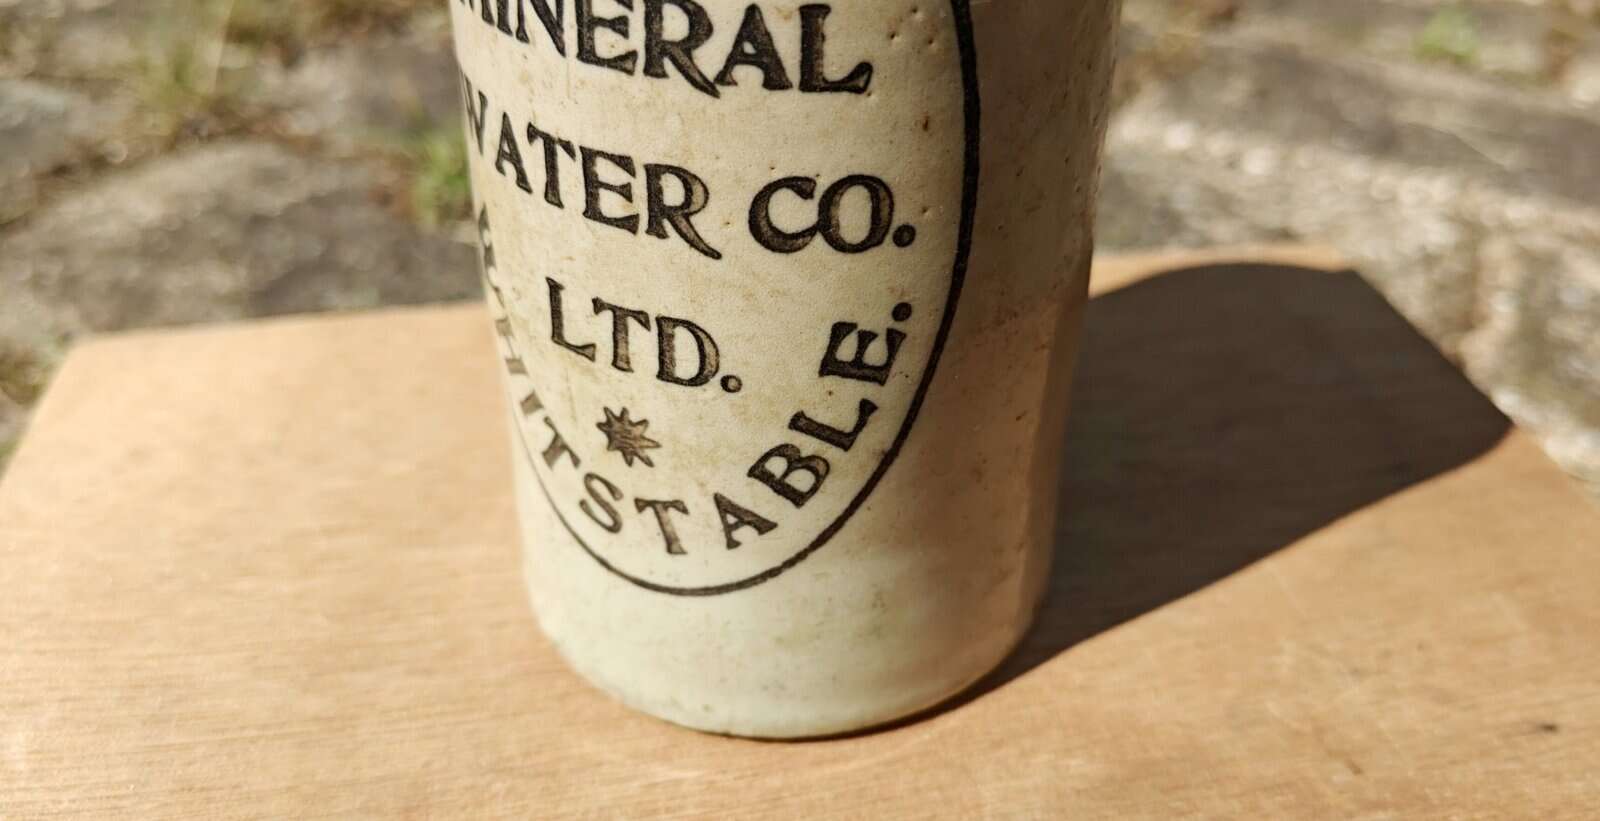 MINERAL
WATER CO.
LTD.
WHITSTABLE.